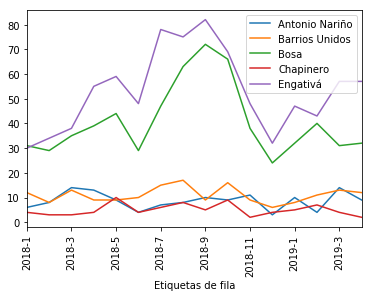 Antonio Nariño
Barrios Unidos
Bosa
Chapinero
Engativá
80
70
60
50
40
30
20
10
0
2018-1
2018-3
2018-5
2018-7
2018-9
2018-11
2019-1
2019-3
Etiquetas de fila